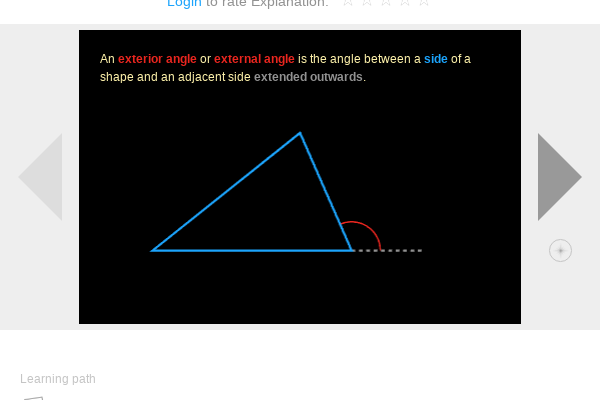 Login to rate Explanation:
An exterior angle or external angle is the angle between a side of a
shape and an adjacent side extended outwards.
Learning path